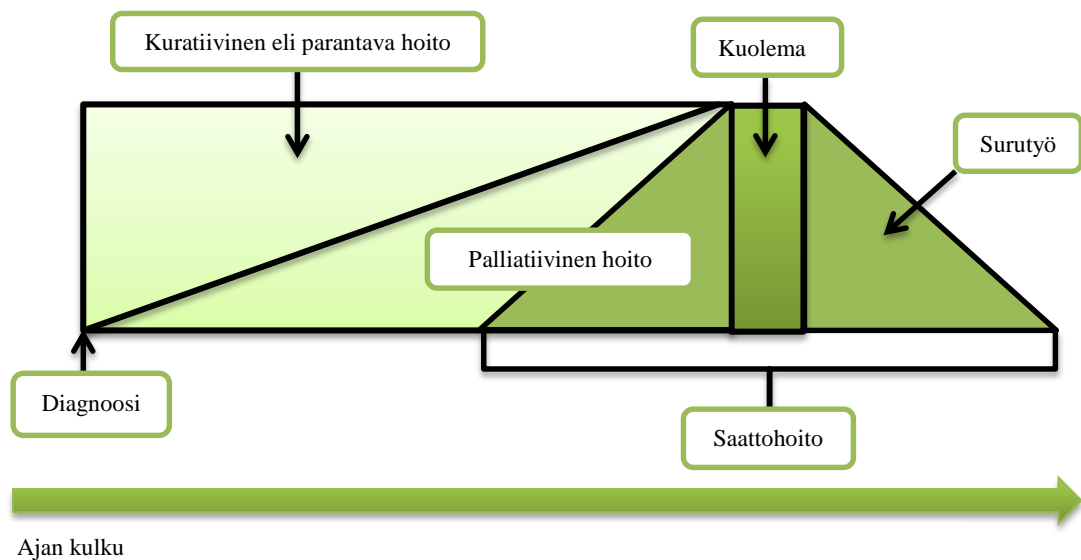 Kuratiivinen eli parantava hoito
Kuolema
Surutyö
Palliatiivinen hoito
Diagnoosi
Saattohoito
Ajan kulku